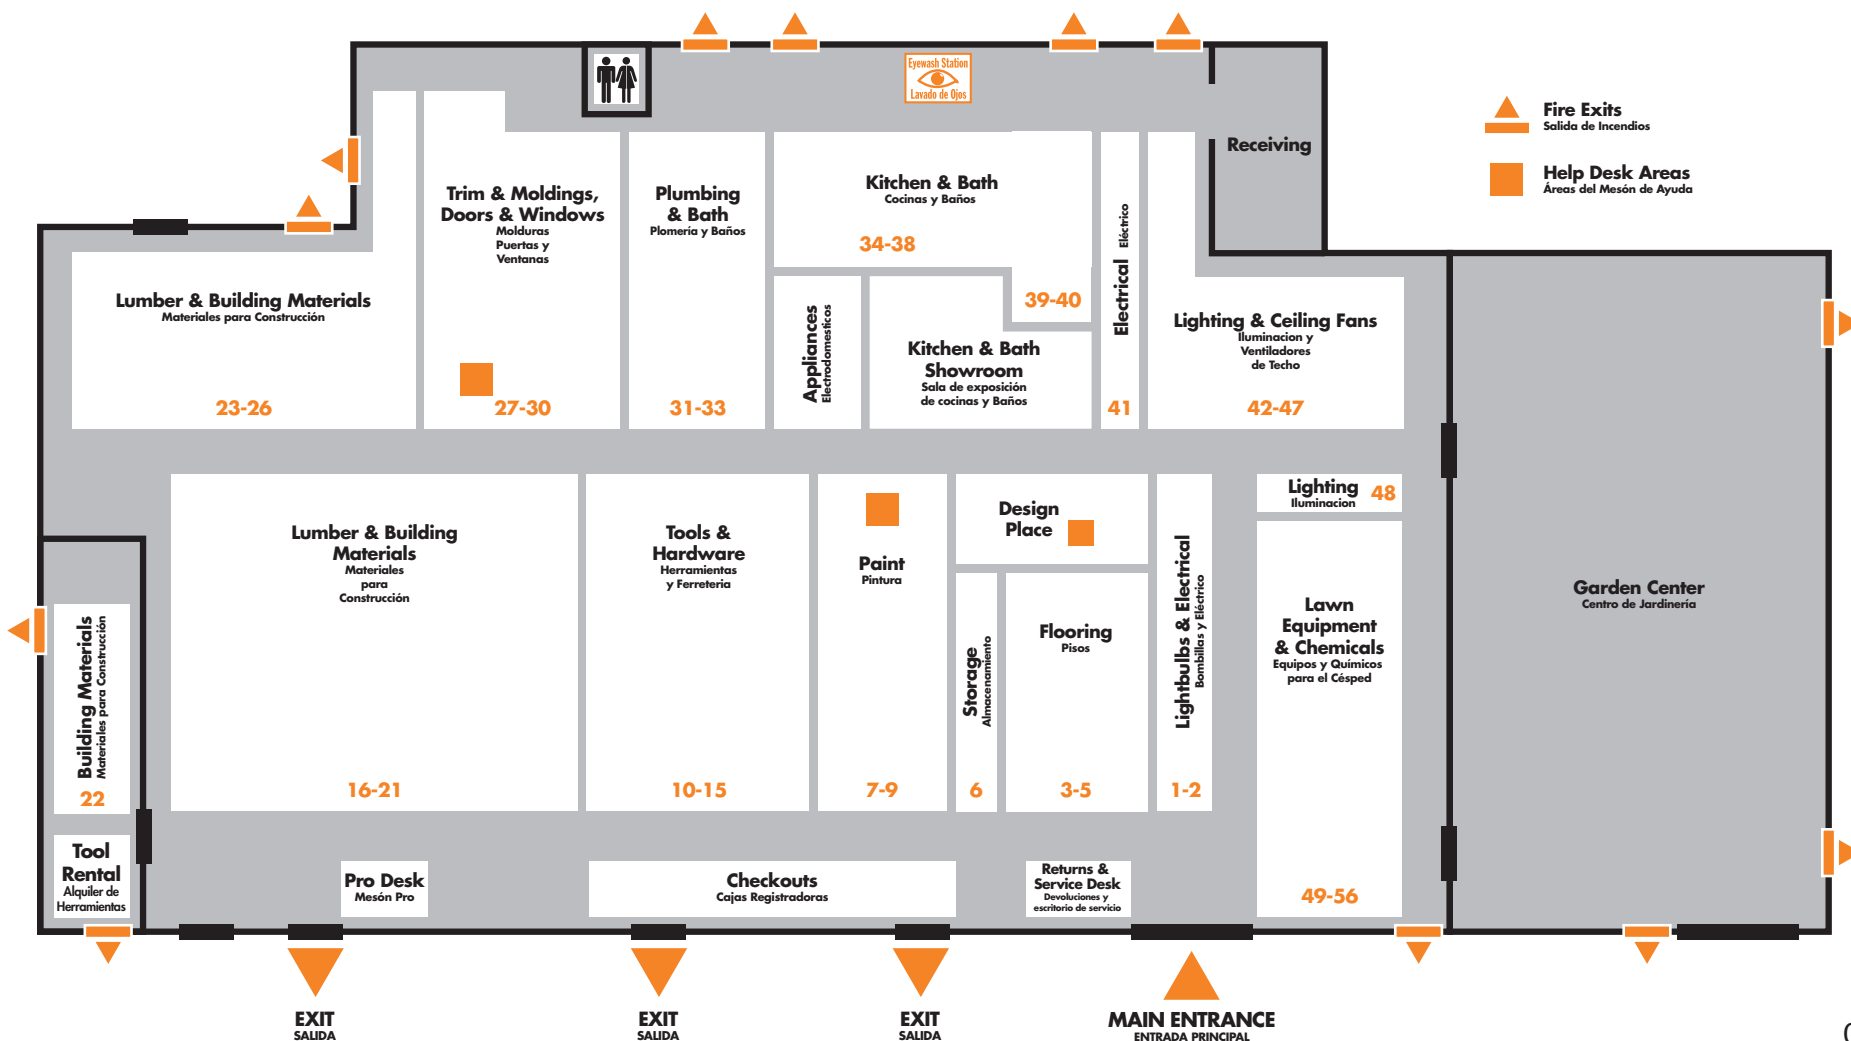 Eyewash Station
Lavado de Ojos
Fire Exits
Salida de Incendios
Help Desk Areas
Áreas del Mesón de Ayuda
Receiving
Trim & Moldings,
Doors & Windows
Molduras
Puertas y
Ventanas
27-30
Plumbing
& Bath
Plomería y Baños
31-33
Kitchen & Bath
Cocinas y Baños
34-38
39-40
Electrical Eléctrico
41
Lumber & Building Materials
Materiales para Construcción
23-26
Appliances
Electrodomesticos
Kitchen & Bath
Showroom
Sala de exposición
de cocinas y Baños
Lighting & Ceiling Fans
Iluminacion y
Ventiladores
de Techo
42-47
Lighting 48
Iluminacion
Lumber & Building
Materials
Materiales
para
Construcción
16-21
Tools &
Hardware
Herramientas
y Ferreteria
10-15
Paint
Pintura
7-9
Design
Place
Storage
Almacenamiento
6
Flooring
Pisos
3-5
Lightbulbs & Electrical
Bombillas y Eléctrico
1-2
Lawn
Equipment
& Chemicals
Equipos y Químicos
para el Césped
49-56
Garden Center
Centro de Jardinería
Building Materials
Materiales para Construcción
22
Tool
Rental
Alquiler de
Herramientas
Pro Desk
Mesón Pro
Checkouts
Cajas Registradoras
Returns &
Service Desk
Devoluciones y
escritorio de servicio
EXIT
SALIDA
EXIT
SALIDA
EXIT
SALIDA
MAIN ENTRANCE
ENTRADA PRINCIPAL